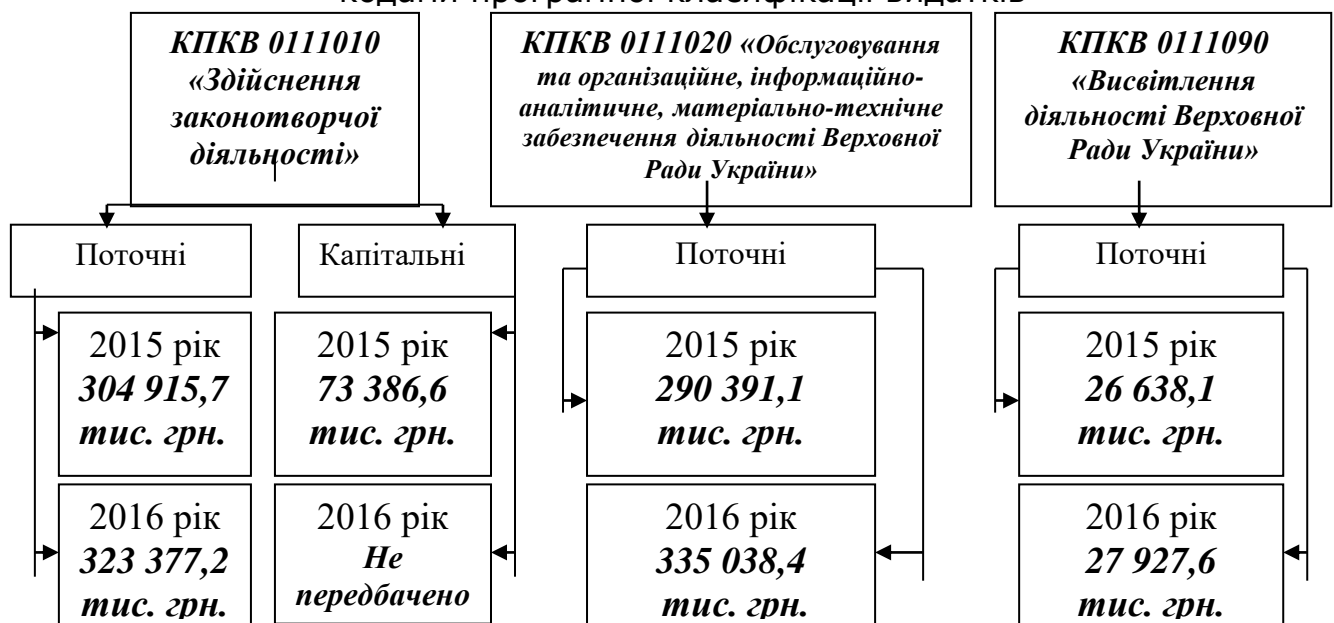 кодами програмної класифікації видатків
КПКВ 0111010
«Здійснення
законотворчої
діяльності»
КПКВ 0111020 «Обслуговування
та організаційне, інформаційно-
аналітичне, матеріально-технічне
забезпечення діяльності Верховної
Ради України»
КПКВ 0111090
«Висвітлення
діяльності Верховної
Ради України»
Поточні
Капітальні
Поточні
Поточні
2015 рік
304 915,7
тис. грн.
2015 рік
73 386,6
тис. грн.
2015 рік
290 391,1
тис. грн.
2015 рік
26 638,1
тис. грн.
2016 рік
323 377,2
тис. грн.
2016 рік
Не
передбачено
2016 рік
335 038,4
тис. грн.
2016 рік
27 927,6
тис. грн.